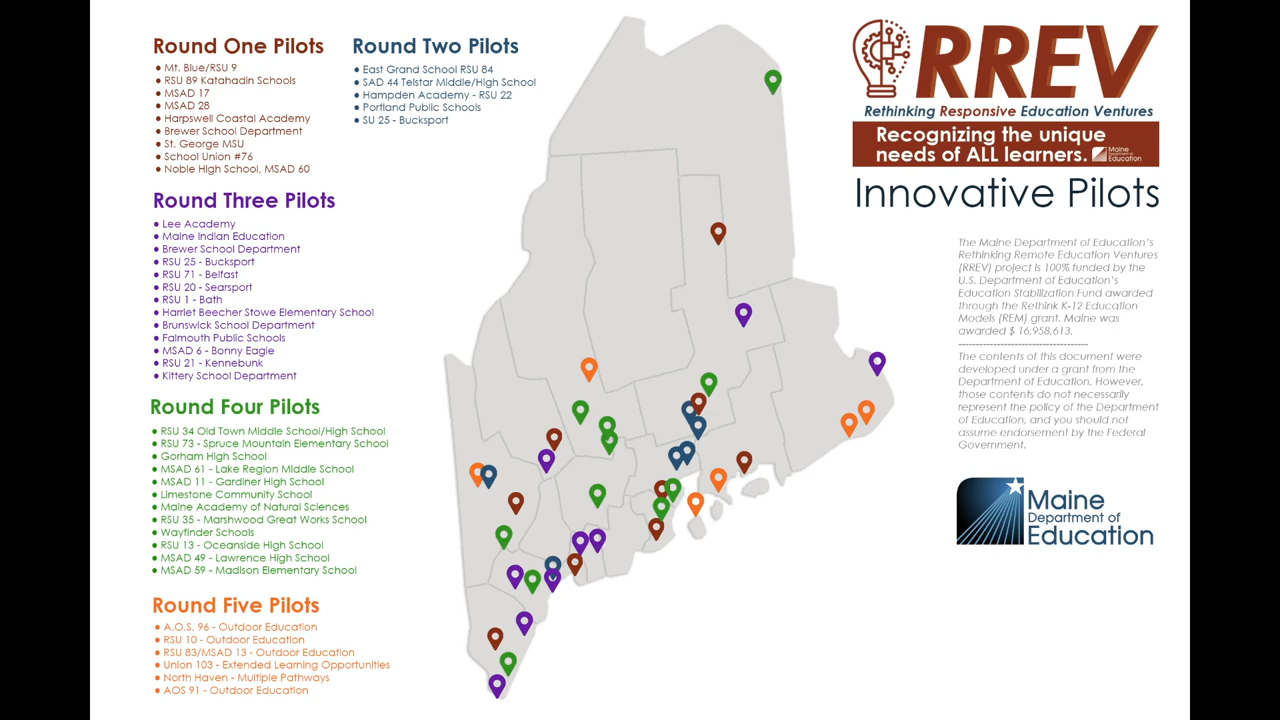 Round One Pilots
● Mt. Blue/RSU 9
● RSU 89 Katahadin Schools
● MSAD 17
● MSAD 28
● Harpswell Coastal Academy
● Brewer School Department
● St. George MSU
● School Union #76
● Noble High School, MSAD 60
Round Two Pilots
● East Grand School RSU 84
● SAD 44 Telstar Middle/High School
● Hampden Academy - RSU 22
● Portland Public Schools
● SU 25 - Bucksport
Round Three Pilots
● Lee Academy
● Maine Indian Education
● Brewer School Department
● RSU 25 - Bucksport
● RSU 71 - Belfast
● RSU 20 - Searsport
● RSU 1 - Bath
● Harriet Beecher Stowe Elementary School
● Brunswick School Department
● Falmouth Public Schools
● MSAD 6 - Bonny Eagle
● RSU 21 - Kennebunk
● Kittery School Department
Round Four Pilots
● RSU 34 Old Town Middle School/High School
● RSU 73 - Spruce Mountain Elementary School
● Gorham High School
● MSAD 61 - Lake Region Middle School
● MSAD 11 - Gardiner High School
● Limestone Community School
● Maine Academy of Natural Sciences
● RSU 35 - Marshwood Great Works School
● Wayfinder Schools
● RSU 13 - Oceanside High School
● MSAD 49 - Lawrence High School
● MSAD 59 - Madison Elementary School
Round Five Pilots
● A.O.S. 96 - Outdoor Education
● RSU 10 - Outdoor Education
● RSU 83/MSAD 13 - Outdoor Education
● Union 103 - Extended Learning Opportunities
● North Haven - Multiple Pathways
● AOS 91 - Outdoor Education
RREV
Rethinking Responsive Education Ventures
Recognizing the unique
needs of ALL learners.
Maine
Department of
Education
Innovative Pilots
The Maine Department of Education's
Rethinking Remote Education Ventures
(RREV) project is 100% funded by the
U.S. Department of Education's
Education Stabilization Fund awarded
through the Rethink K-12 Education
Models (REM) grant. Maine was
awarded $ 16,958,613.
-------------------------------------
The contents of this document were
developed under a grant from the
Department of Education. However,
those contents do not necessarily
represent the policy of the Department
of Education, and you should not
assume endorsement by the Federal
Government.
Maine
Department of
Education